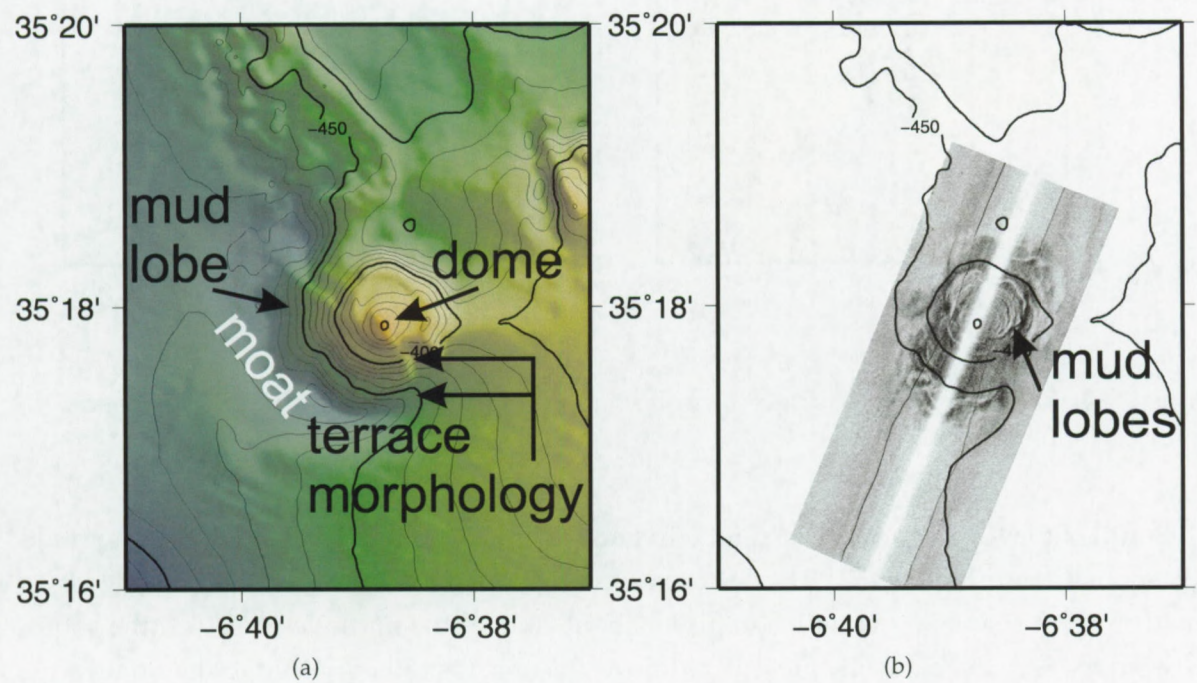 35˚20'
−450
mud
lobe
dome
35˚18'
moat
−400
terrace
morphology
35˚16'
−6˚40'
−6˚38'
(a)
35˚20'
−450
35˚18'
mud
lobes
35˚16'
−6˚40'
−6˚38'
(b)